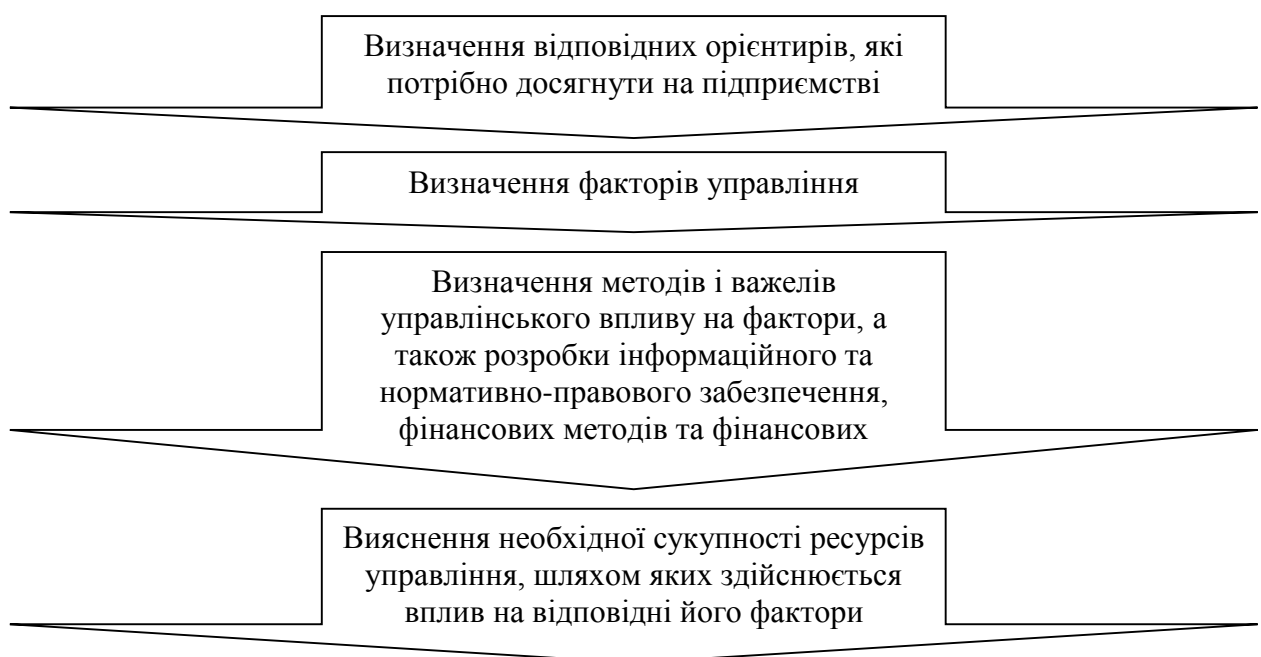 Визначення відповідних орієнтирів, які
потрібно досягнути на підприємстві
Визначення факторів управління
Визначення методів і важелів
управлінського впливу на фактори, а
також розробки інформаційного та
нормативно-правового забезпечення,
фінансових методів та фінансових
Вияснення необхідної сукупності ресурсів
управління, шляхом яких здійснюється
вплив на відповідні його фактори